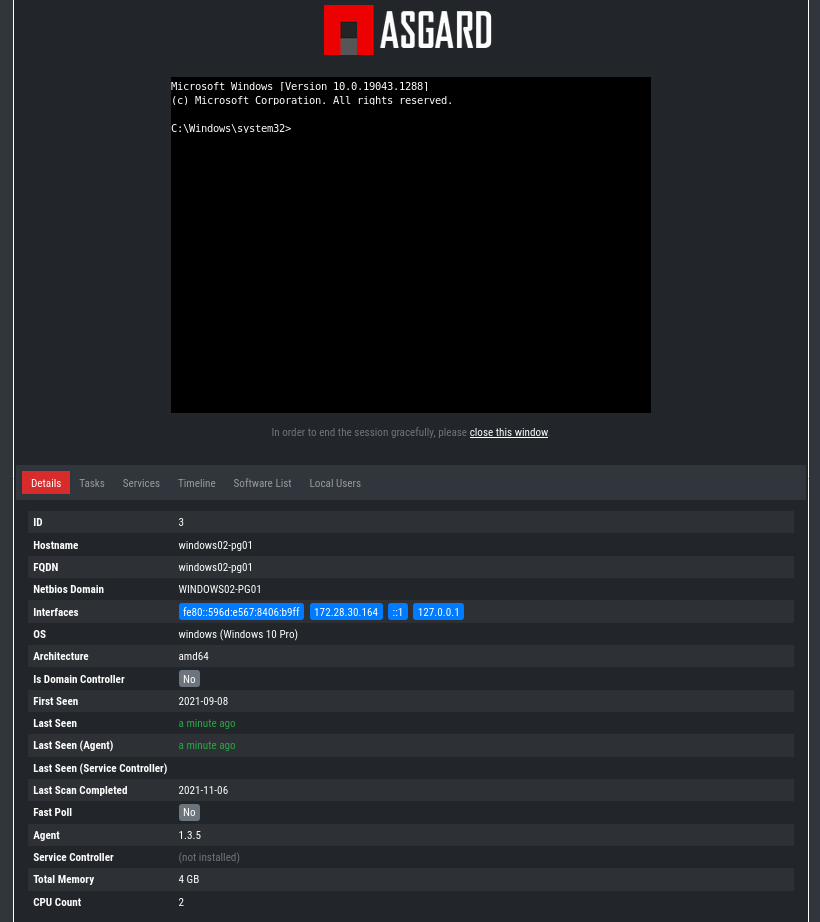 ASGARD
Microsoft Windows [Version 10.0.19043.1288]
(c) Microsoft Corporation. All rights reserved.
C:\Windows\system32>
In order to end the session gracefully, please close this window.
Details Tasks Services Timeline Software List Local Users
ID 3
Hostname windows02-pg01
FQDN windows02-pg01
Netbios Domain WINDOWS02-PG01
Interfaces fe80::596d:e567:8406:b9ff 172.28.30.164 ::1 127.0.0.1
OS windows (Windows 10 Pro)
Architecture amd64
Is Domain Controller No
First Seen 2021-09-08
Last Seen a minute ago
Last Seen (Agent) a minute ago
Last Seen (Service Controller)
Last Scan Completed 2021-11-06
Fast Poll No
Agent 1.3.5
Service Controller (not installed)
Total Memory 4 GB
CPU Count 2